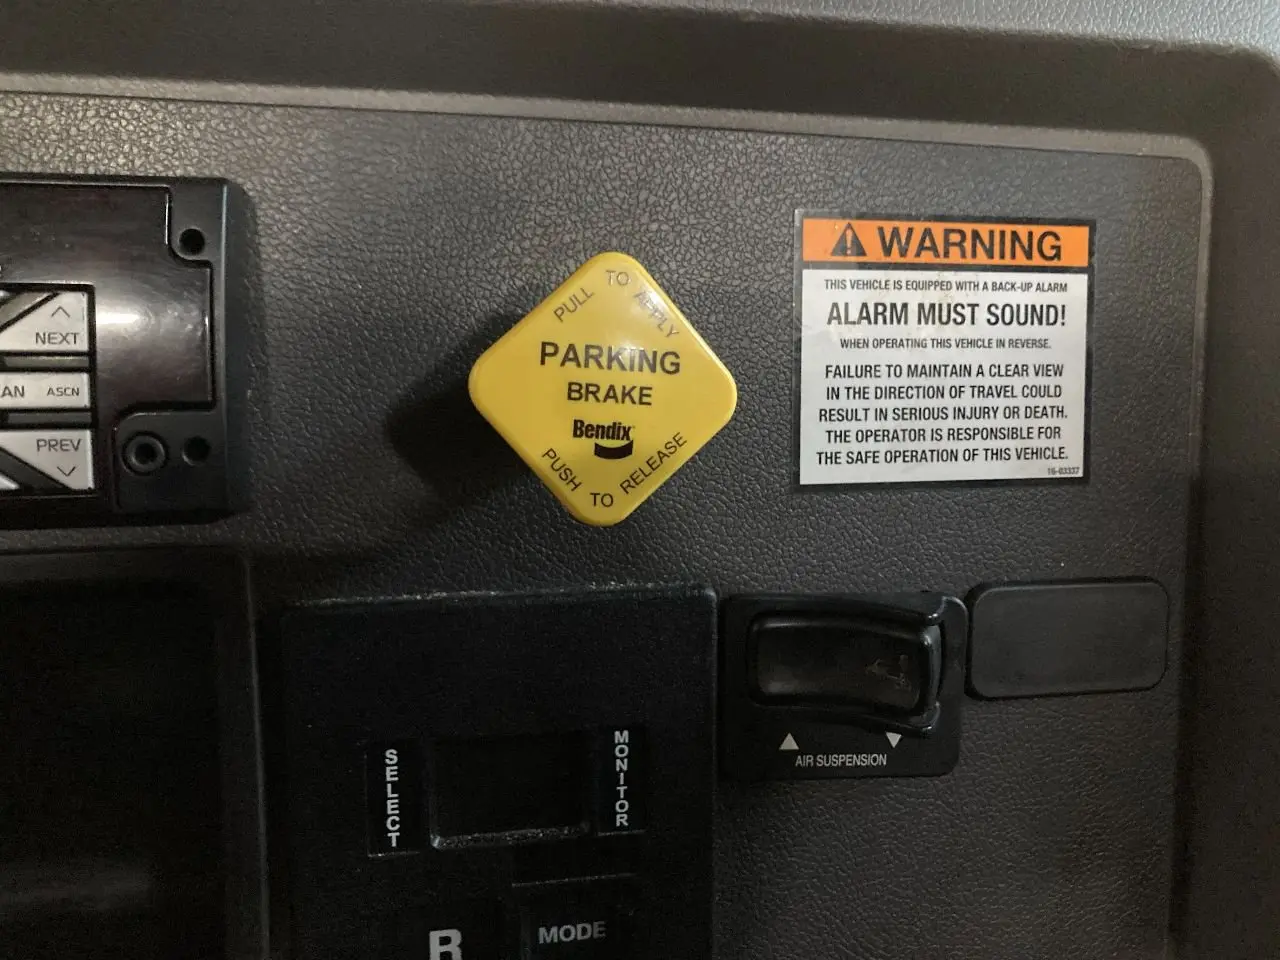 NEXT
AN
ASCN
PREV
PULL TO APPLY
PARKING
BRAKE
Bendix
PUSH TO RELEASE
WARNING
THIS VEHICLE IS EQUIPPED WITH A BACK-UP ALARM
ALARM MUST SOUND!
WHEN OPERATING THIS VEHICLE IN REVERSE.
FAILURE TO MAINTAIN A CLEAR VIEW
IN THE DIRECTION OF TRAVEL COULD
RESULT IN SERIOUS INJURY OR DEATH.
THE OPERATOR IS RESPONSIBLE FOR
THE SAFE OPERATION OF THIS VEHICLE.
16-03337
AIR SUSPENSION
SELECT
MONITOR
R
MODE